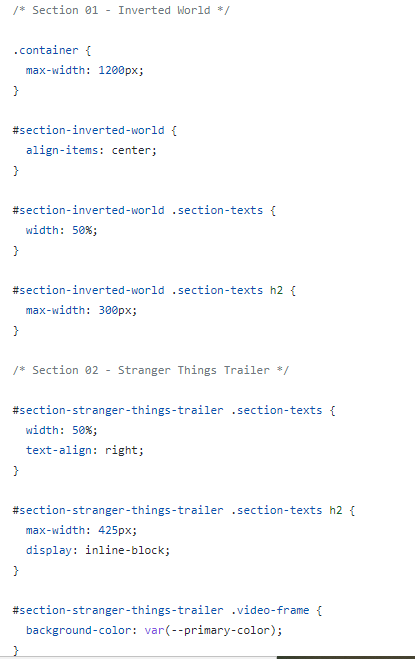 /* Section 01 - Inverted World */
.container {
max-width: 1200px;
}
#section-inverted-world {
align-items: center;
}
#section-inverted-world .section-texts {
width: 50%;
}
#section-inverted-world .section-texts h2 {
max-width: 300px;
}
/* Section 02 - Stranger Things Trailer */
#section-stranger-things-trailer .section-texts {
width: 50%;
text-align: right;
}
#section-stranger-things-trailer .section-texts h2 {
max-width: 425px;
display: inline-block;
}
#section-stranger-things-trailer .video-frame {
background-color: var(--primary-color);
}